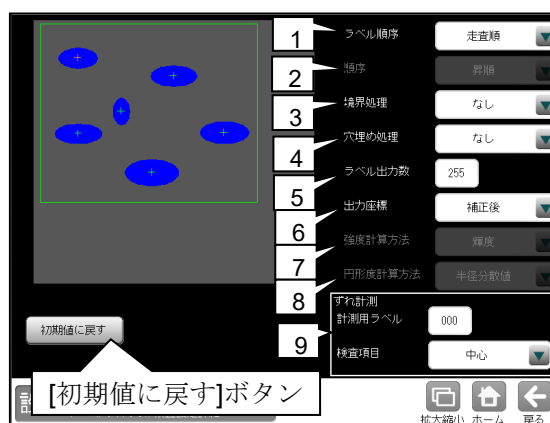 1 ラベル順序 走査順
2 順序 昇順
3 境界処理 なし
4 穴埋め処理 なし
5 ラベル出力数 255
6 出力座標 補正後
7 強度計算方法 輝度
8 円形度計算方法 半径分散値
ずれ計測
9 計測用ラベル 000
検査項目 中心
初期値に戻す
[初期値に戻す]ボタン
拡大縮小 ホーム 戻る